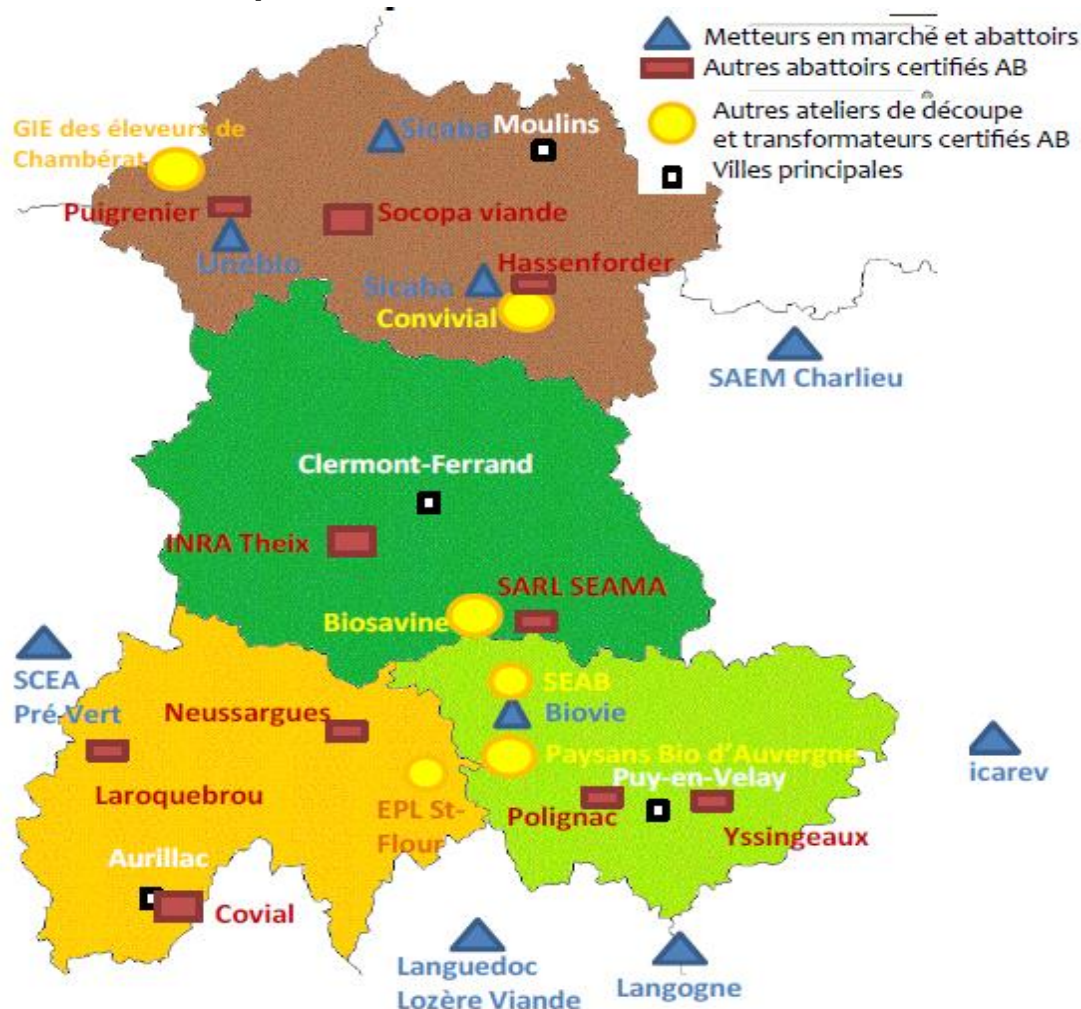 Metteurs en marché et abattoirs
Autres abattoirs certifiés AB
Autres ateliers de découpe
et transformateurs certifiés AB
Villes principales
GIE des éleveurs de
Chambérat
Sicaba
Moulins
Puigrenier
Socopa viande
Unébio
Hassenforder
Sicaba
Convivial
SAEM Charlieu
Clermont-Ferrand
INRA Theix
SARL SEAMA
Biosavine
SCEA
Pré Vert
SEAB
Neussargues
Biovie
Paysans Bio d'Auvergne
icarev
Puy-en-Velay
Laroquebrou
EPL St-
Flour
Polignac
Yssingeaux
Aurillac
Covial
Languedoc
Lozère Viande
Langogne